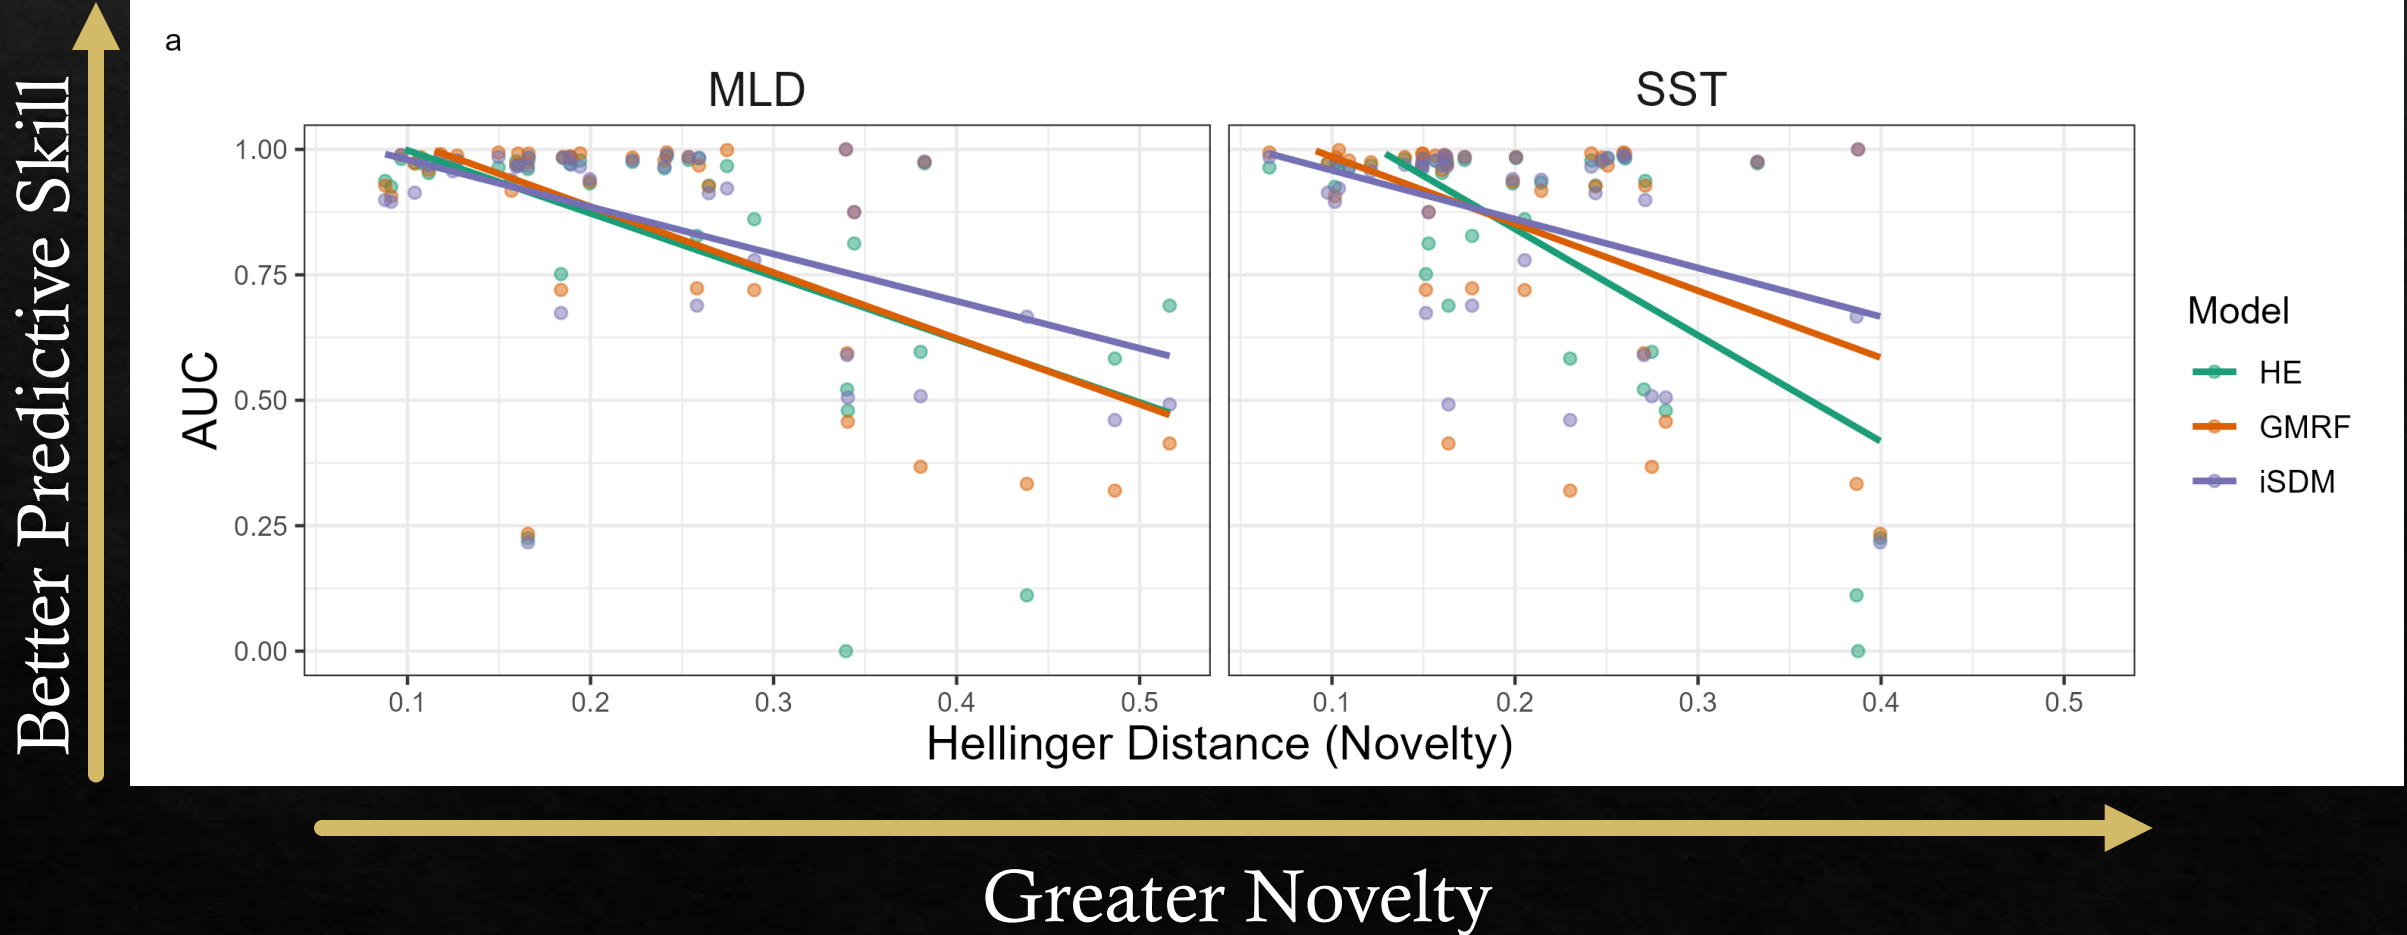 a
MLD
SST
Better Predictive Skill
AUC
1.00
0.75
0.50
0.25
0.00
0.1 0.2 0.3 0.4 0.5
0.1 0.2 0.3 0.4 0.5
Hellinger Distance (Novelty)
Model
HE
GMRF
iSDM
Greater Novelty